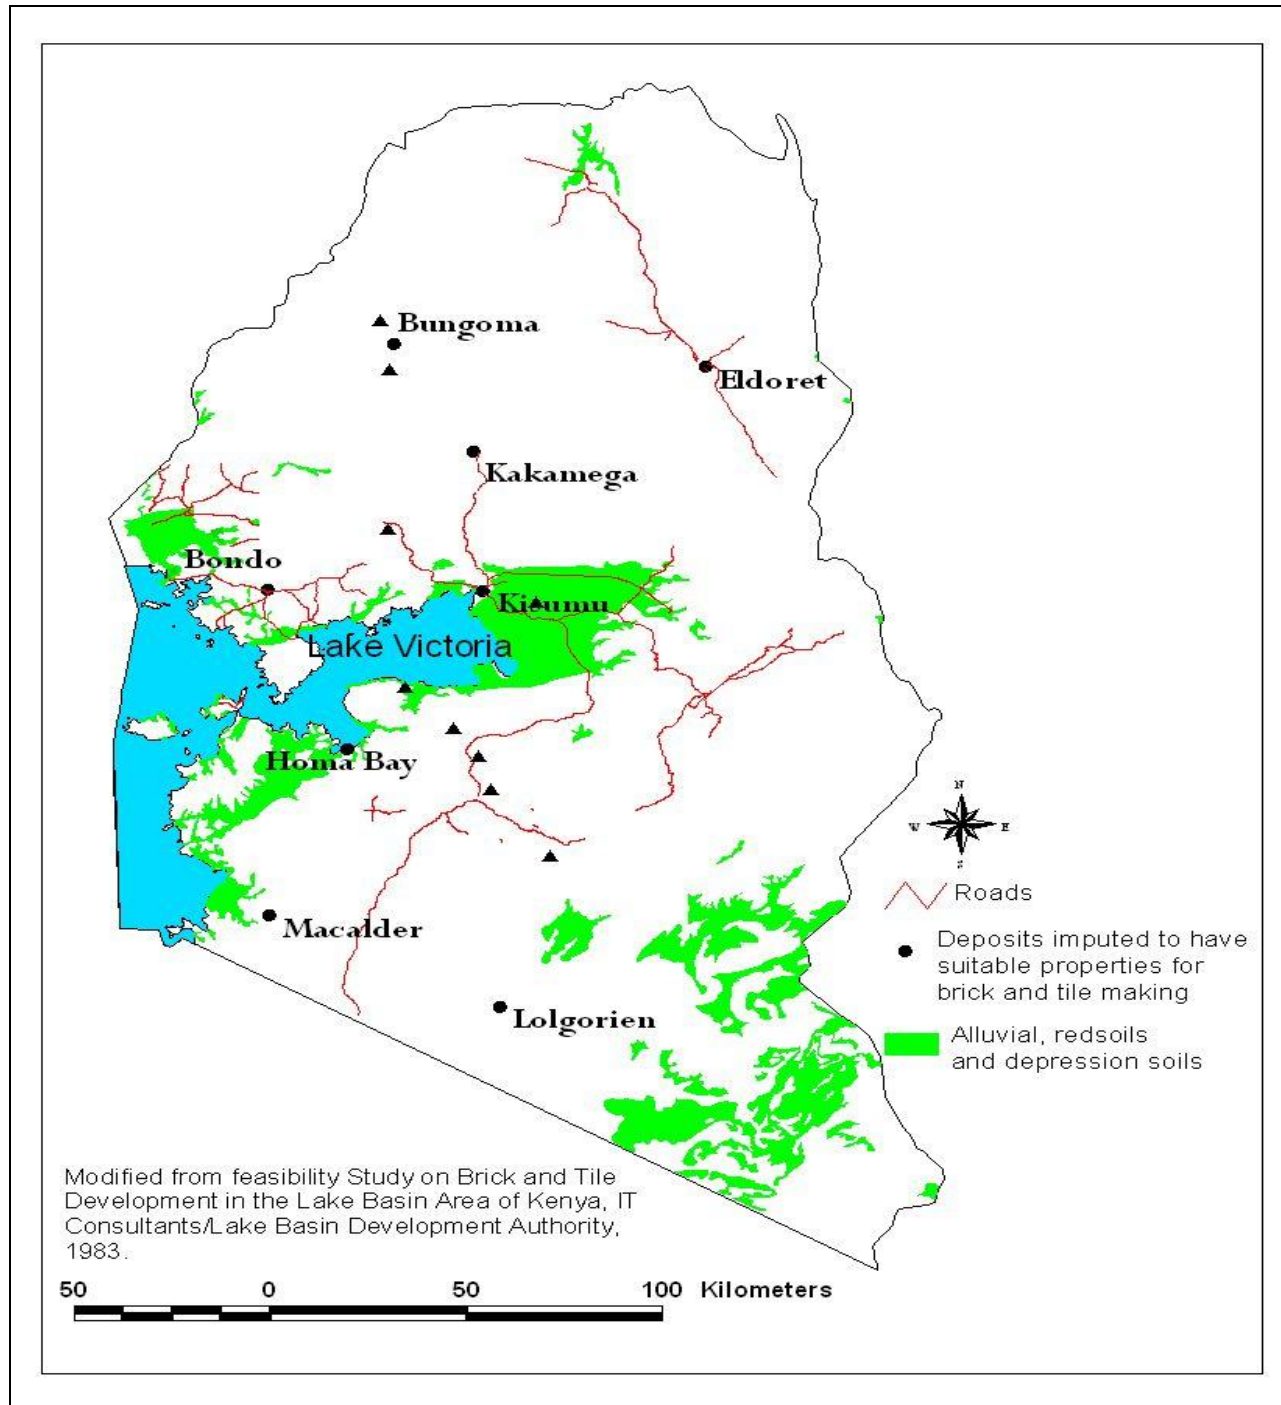 Bungoma
Eldoret
Kakamega
Bondo
Kisumu
Lake Victoria
Homa Bay
N
W E
S
Roads
Macalder
Deposits imputed to have
suitable properties for
brick and tile making
Lolgorien
Alluvial, redsoils
and depression soils
Modified from feasibility Study on Brick and Tile
Development in the Lake Basin Area of Kenya, IT
Consultants/Lake Basin Development Authority,
1983.
50 0 50 100 Kilometers